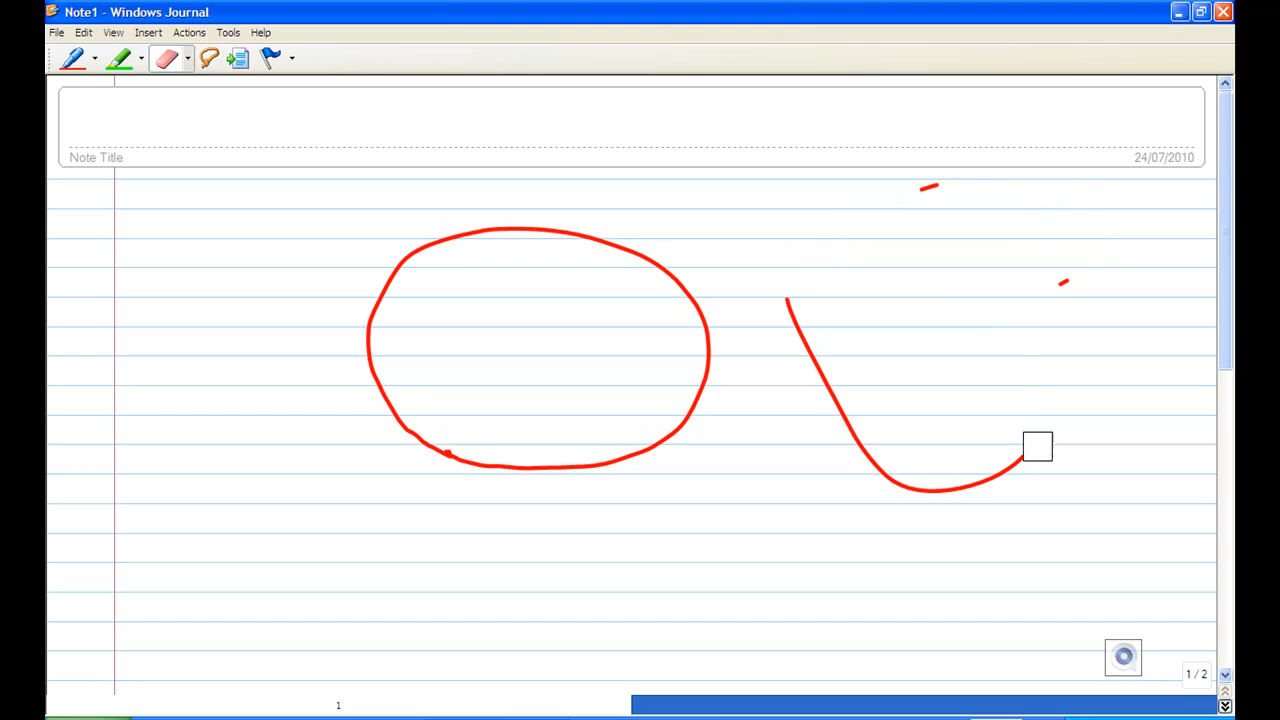 Note1 - Windows Journal
File Edit View Insert Actions Tools Help
Note Title 24/07/2010
1 / 2
1